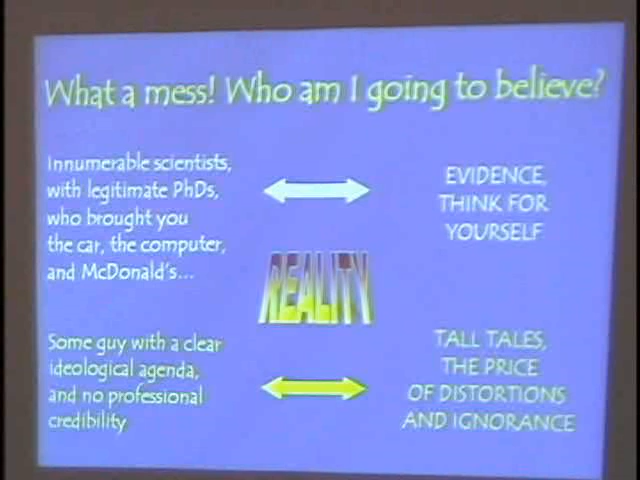 What a mess! Who am I going to believe?
Innumerable scientists,
with legitimate PhDs,
who brought you
the car, the computer,
and McDonald's...
EVIDENCE,
THINK FOR
YOURSELF
REALITY
Some guy with a clear
ideological agenda,
and no professional
credibility
TALL TALES,
THE PRICE
OF DISTORTIONS
AND IGNORANCE